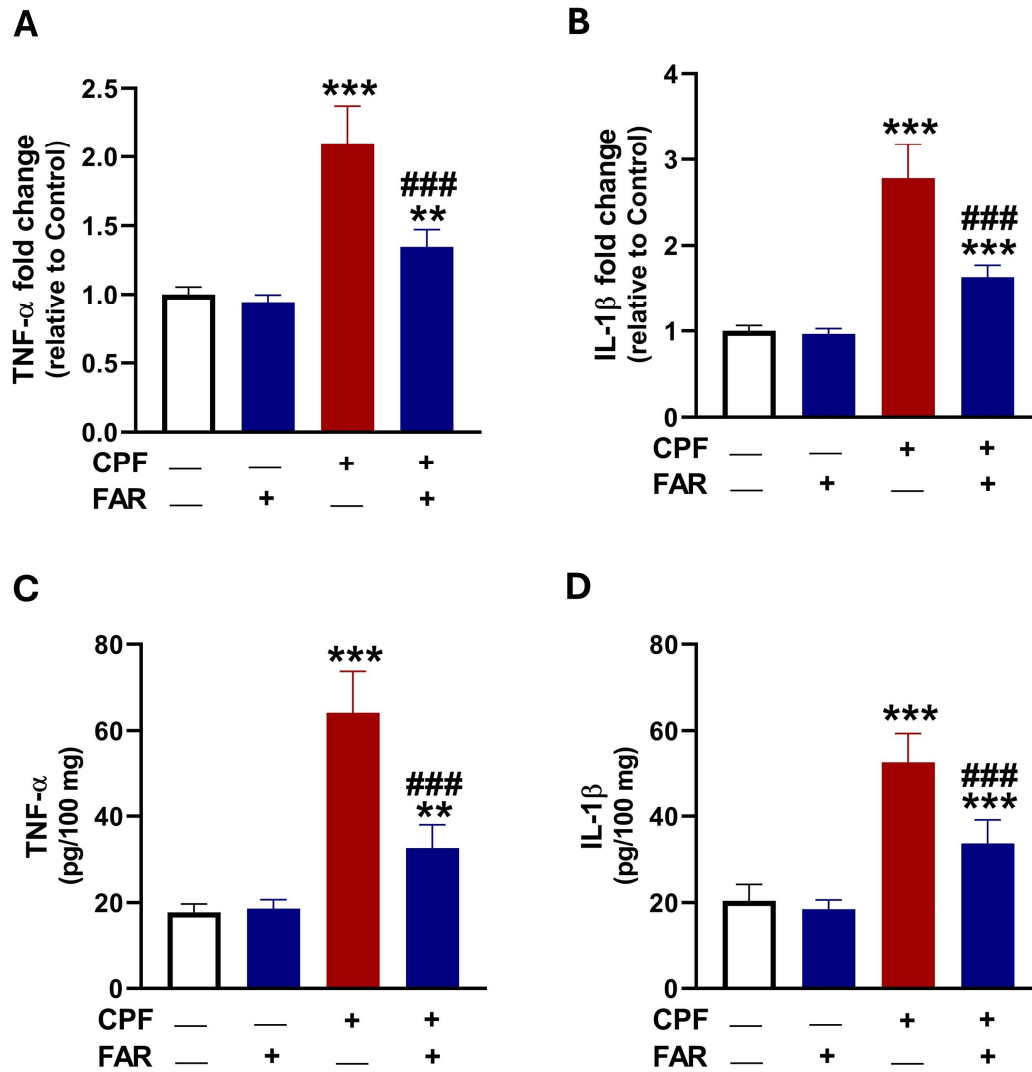 A
TNF-α fold change
(relative to Control)
2.5
2.0
1.5
1.0
0.5
0.0
***
###
**
CPF — — + +
FAR — + — +
B
IL-1β fold change
(relative to Control)
4
3
2
1
0
***
###
***
CPF — — + +
FAR — + — +
C
TNF-α
(pg/100 mg)
80
60
40
20
0
***
###
**
CPF — — + +
FAR — + — +
D
IL-1β
(pg/100 mg)
80
60
40
20
0
***
###
***
CPF — — + +
FAR — + — +